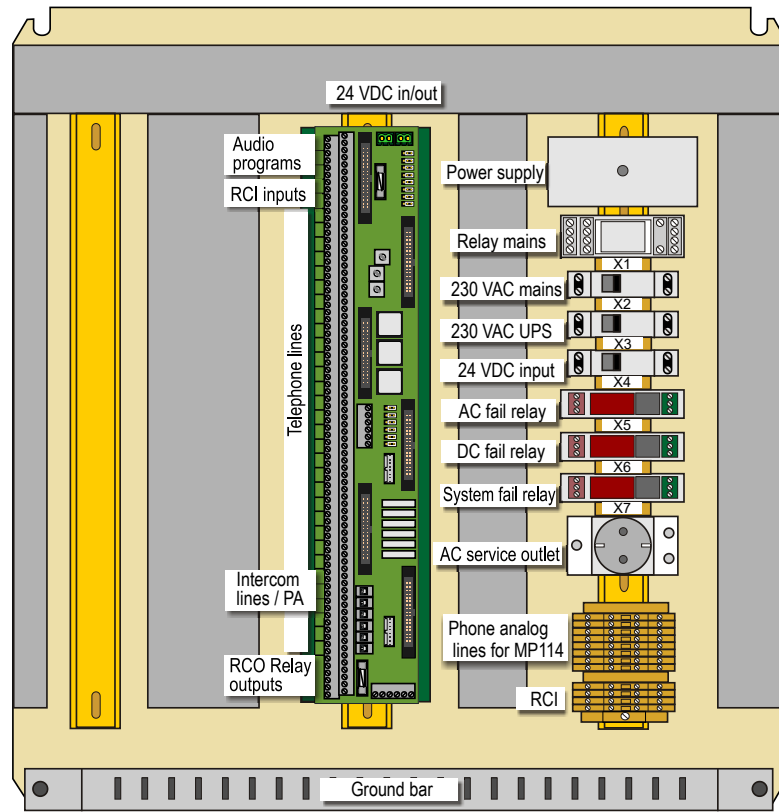 24 VDC in/out
Audio
programs
RCI inputs
Telephone lines
Intercom
lines / PA
RCO Relay
outputs
Power supply
Relay mains
X1
230 VAC mains
X2
230 VAC UPS
X3
24 VDC input
X4
AC fail relay
X5
DC fail relay
X6
System fail relay
X7
AC service outlet
Phone analog
lines for MP114
RCI
Ground bar